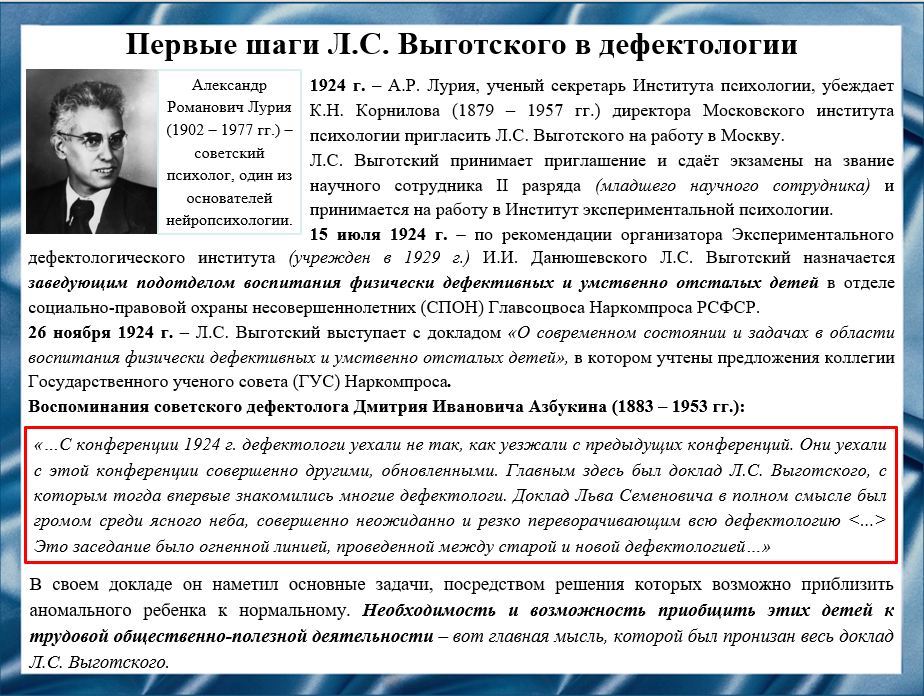 Первые шаги Л.С. Выготского в дефектологии
Александр
Романович Лурия
(1902 – 1977 гг.) –
советский
психолог, один из
основателей
нейропсихологии.
1924 г. – А.Р. Лурия, ученый секретарь Института психологии, убеждает
К.Н. Корнилова (1879 – 1957 гг.) директора Московского института
психологии пригласить Л.С. Выготского на работу в Москву.
Л.С. Выготский принимает приглашение и сдаёт экзамены на звание
научного сотрудника II разряда (младшего научного сотрудника) и
принимается на работу в Институт экспериментальной психологии.
15 июля 1924 г. – по рекомендации организатора Экспериментального
дефектологического института (учрежден в 1929 г.) И.И. Данюшевского Л.С. Выготский назначается
заведующим подотделом воспитания физически дефективных и умственно отсталых детей в отделе
социально-правовой охраны несовершеннолетних (СПОН) Главсоцвоса Наркомпроса РСФСР.
26 ноября 1924 г. – Л.С. Выготский выступает с докладом «О современном состоянии и задачах в области
воспитания физически дефективных и умственно отсталых детей», в котором учтены предложения коллегии
Государственного ученого совета (ГУС) Наркомпроса.
Воспоминания советского дефектолога Дмитрия Ивановича Азбукина (1883 – 1953 гг.):
«…С конференции 1924 г. дефектологи уехали не так, как уезжали с предыдущих конференций. Они уехали
с этой конференции совершенно другими, обновленными. Главным здесь был доклад Л.С. Выготского, с
которым тогда впервые знакомились многие дефектологи. Доклад Льва Семеновича в полном смысле был
громом среди ясного неба, совершенно неожиданно и резко переворачивающим всю дефектологию <…>
Это заседание было огненной линией, проведенной между старой и новой дефектологией…»
В своем докладе он наметил основные задачи, посредством решения которых возможно приблизить
аномального ребенка к нормальному. Необходимость и возможность приобщить этих детей к
трудовой общественно-полезной деятельности – вот главная мысль, которой был пронизан весь доклад
Л.С. Выготского.